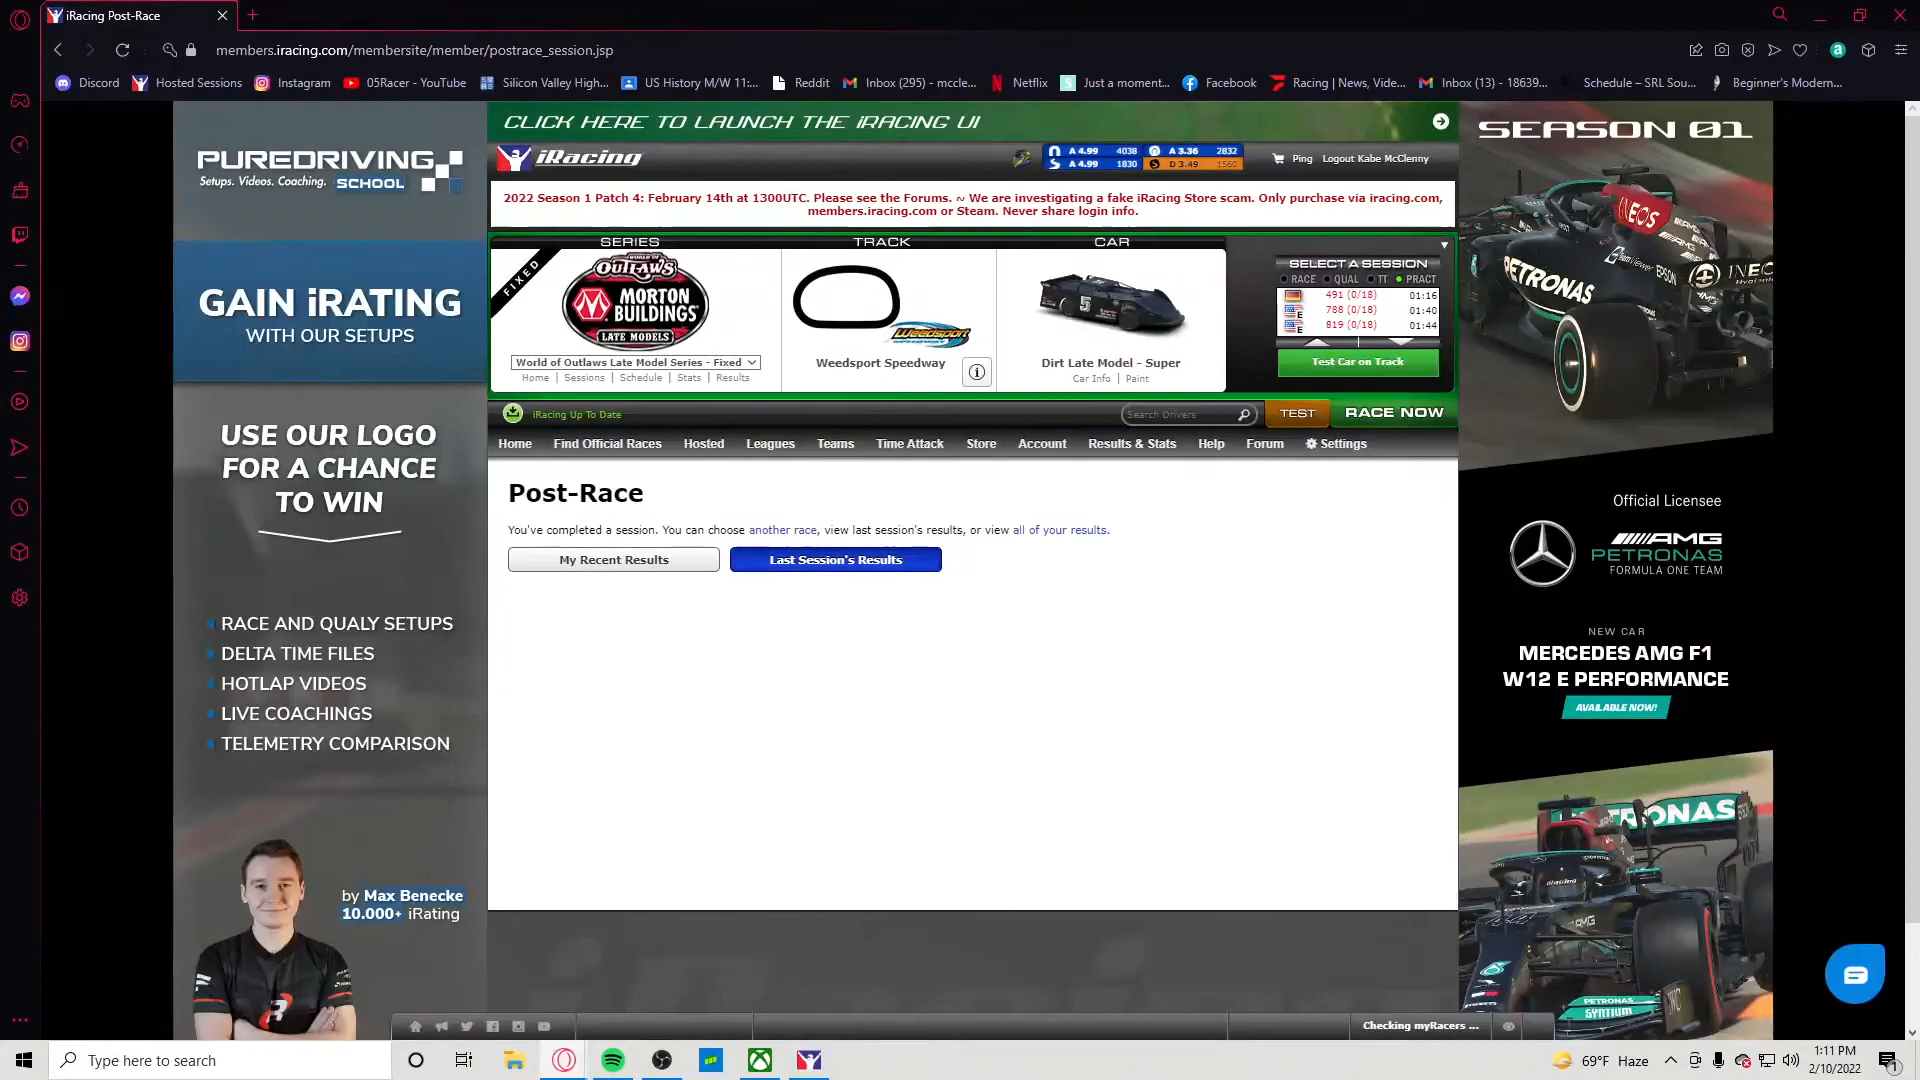 iRacing Post-Race
members.iracing.com/membersite/member/postrace_session.jsp
Discord
Hosted Sessions
Instagram
05Racer - YouTube
Silicon Valley High...
US History M/W 11:...
Reddit
Inbox (295) - mccle...
Netflix
Just a moment...
Facebook
Racing | News, Vide...
Inbox (13) - 18639...
Schedule – SRL Sou...
Beginner's Modern...
PUREDRIVING
Setups. Videos. Coaching. SCHOOL
GAIN iRATING
WITH OUR SETUPS
USE OUR LOGO
FOR A CHANCE
TO WIN
RACE AND QUALY SETUPS
DELTA TIME FILES
HOTLAP VIDEOS
LIVE COACHINGS
TELEMETRY COMPARISON
by Max Benecke
10.000+ iRating
CLICK HERE TO LAUNCH THE iRACING UI
iRacing
A 4.99 4038
A 3.36 2832
A 4.99 1830
D 3.49 1560
Ping
Logout Kabe McClenny
2022 Season 1 Patch 4: February 14th at 1300UTC. Please see the Forums. ~ We are investigating a fake iRacing Store scam. Only purchase via iracing.com,
members.iracing.com or Steam. Never share login info.
SERIES
TRACK
CAR
FIXED
WORLD OF
OUTLAWS
MORTON
BUILDINGS
LATE MODELS
World of Outlaws Late Model Series - Fixed
Home | Sessions | Schedule | Stats | Results
Weedsport
Weedsport Speedway
5
Dirt Late Model - Super
Car Info | Paint
SELECT A SESSION
RACE QUAL TT PRACT
491 (0/18) 01:16
788 (0/18) 01:40
819 (0/18) 01:44
Test Car on Track
iRacing Up To Date
Search Drivers
TEST
RACE NOW
Home
Find Official Races
Hosted
Leagues
Teams
Time Attack
Store
Account
Results & Stats
Help
Forum
Settings
Post-Race
You've completed a session. You can choose another race, view last session's results, or view all of your results.
My Recent Results
Last Session's Results
SEASON 01
INEOS
PETRONAS
TeamViewer
EPSON
Official Licensee
AMG
PETRONAS
FORMULA ONE TEAM
NEW CAR
MERCEDES AMG F1
W12 E PERFORMANCE
AVAILABLE NOW!
iRacing
AMG
PETRONAS
SYNTIUM
Checking myRacers ...
Type here to search
69°F Haze
1:11 PM
2/10/2022
1